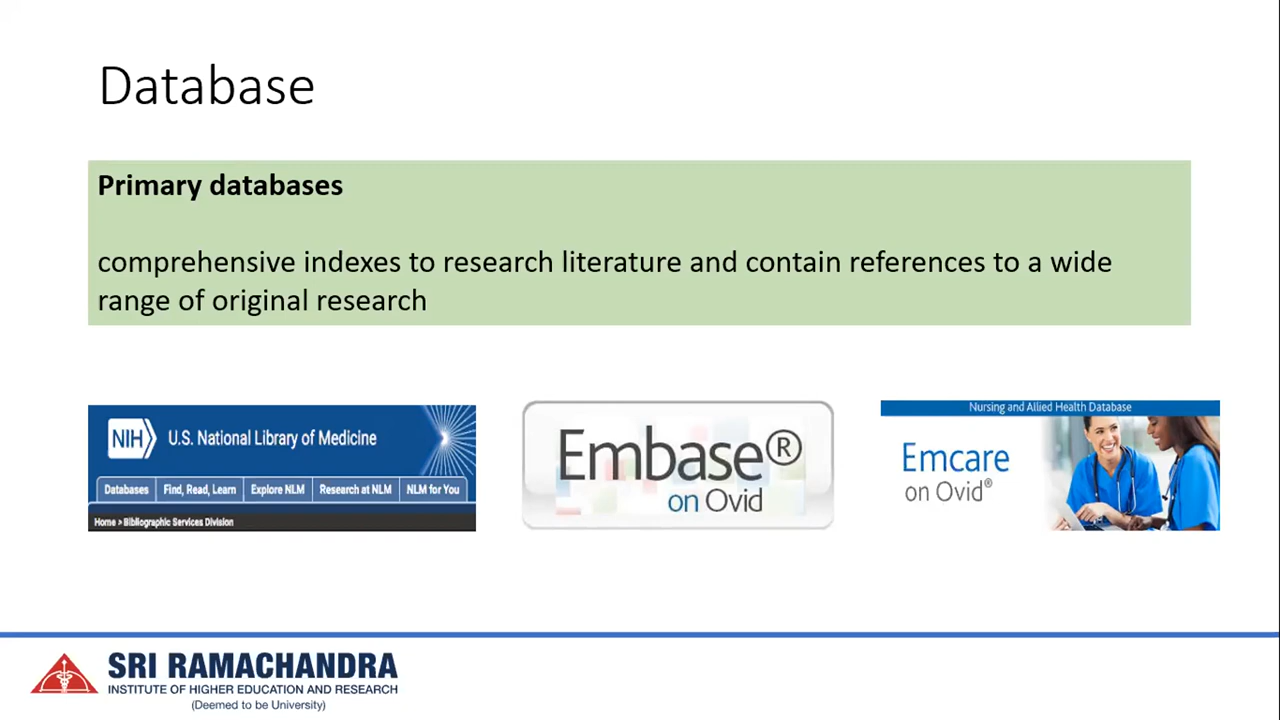 Database
Primary databases
comprehensive indexes to research literature and contain references to a wide
range of original research
NIH U.S. National Library of Medicine
Databases Find, Read, Learn Explore NLM Research at NLM NLM for You
Home > Bibliographic Services Division
Embase®
on Ovid
Nursing and Allied Health Database
Emcare
on Ovid®
SRI RAMACHANDRA
INSTITUTE OF HIGHER EDUCATION AND RESEARCH
(Deemed to be University)